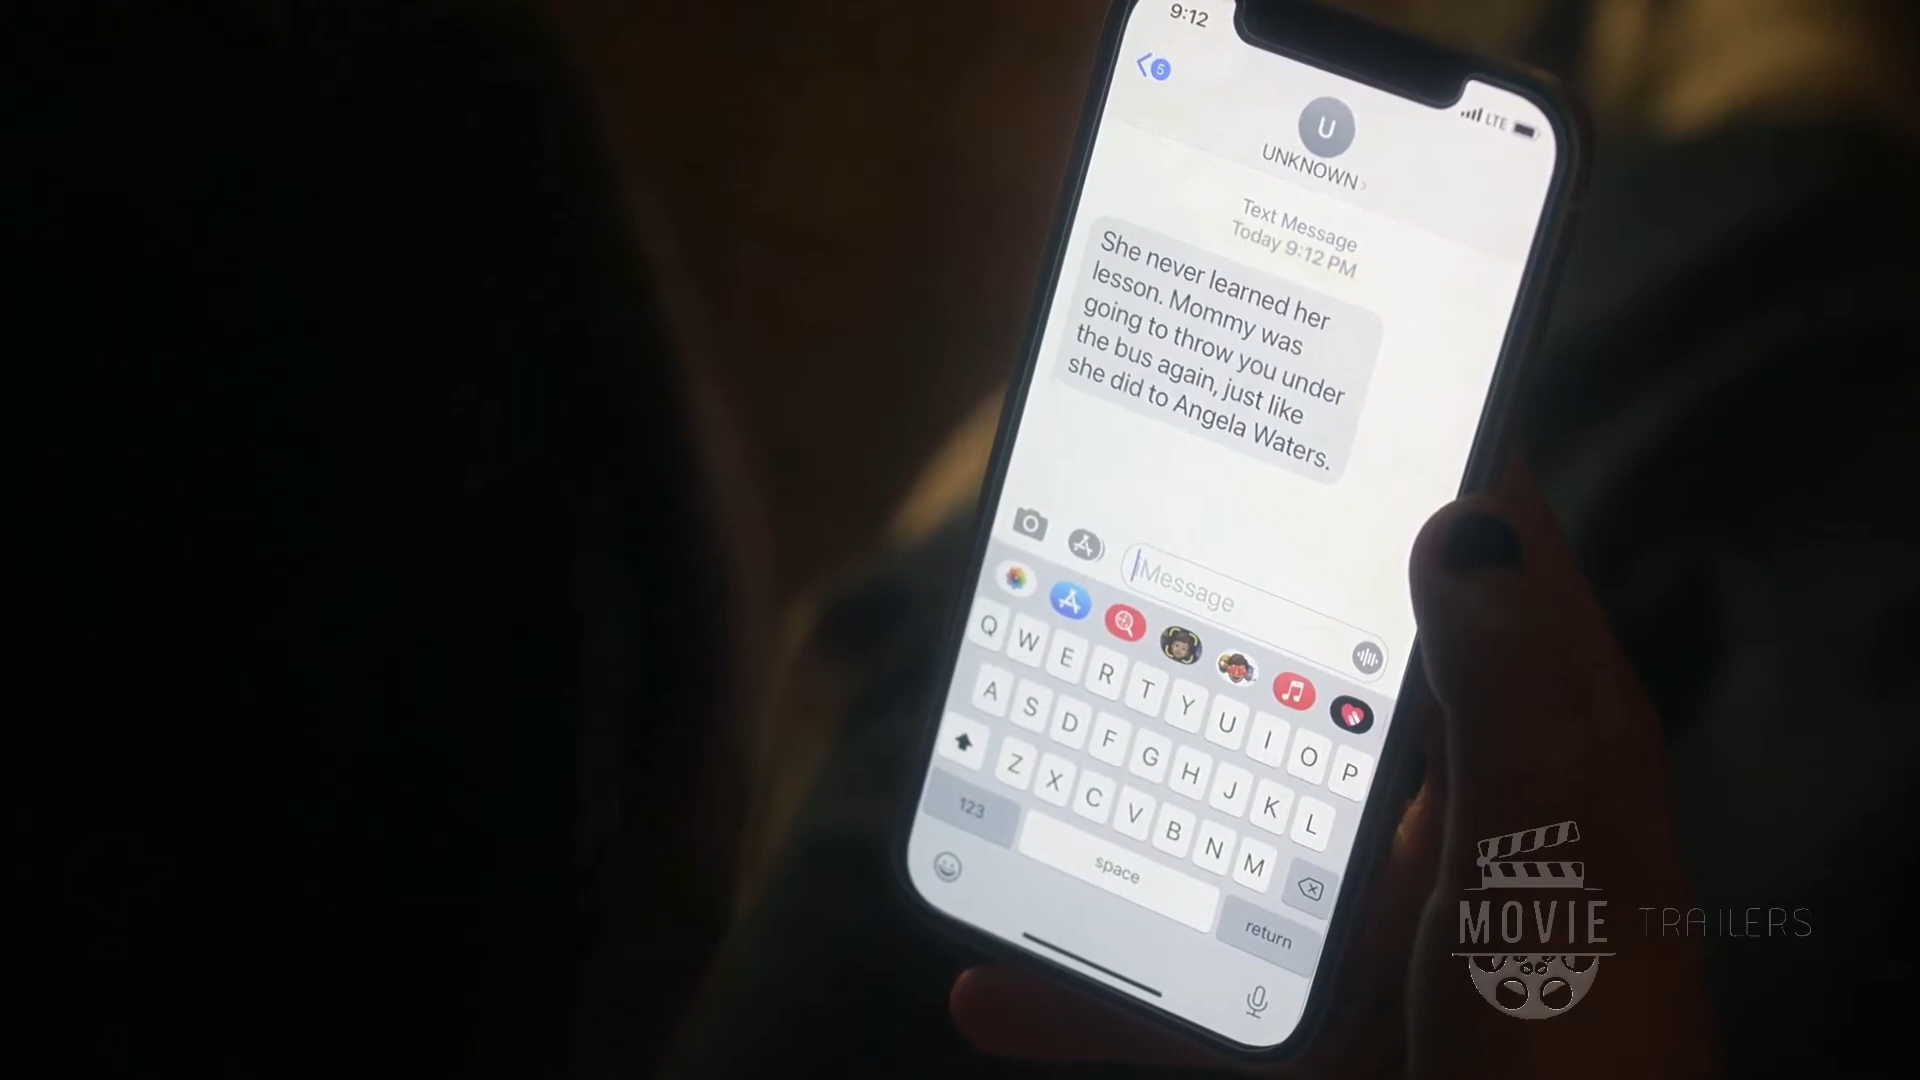 9:12
5
LTE
U
UNKNOWN
Text Message
Today 9:12 PM
She never learned her
lesson. Mommy was
going to throw you under
the bus again, just like
she did to Angela Waters.
iMessage
Q W E R T Y U I O P
A S D F G H J K L
Z X C V B N M
123
space
return
MOVIE TRAILERS